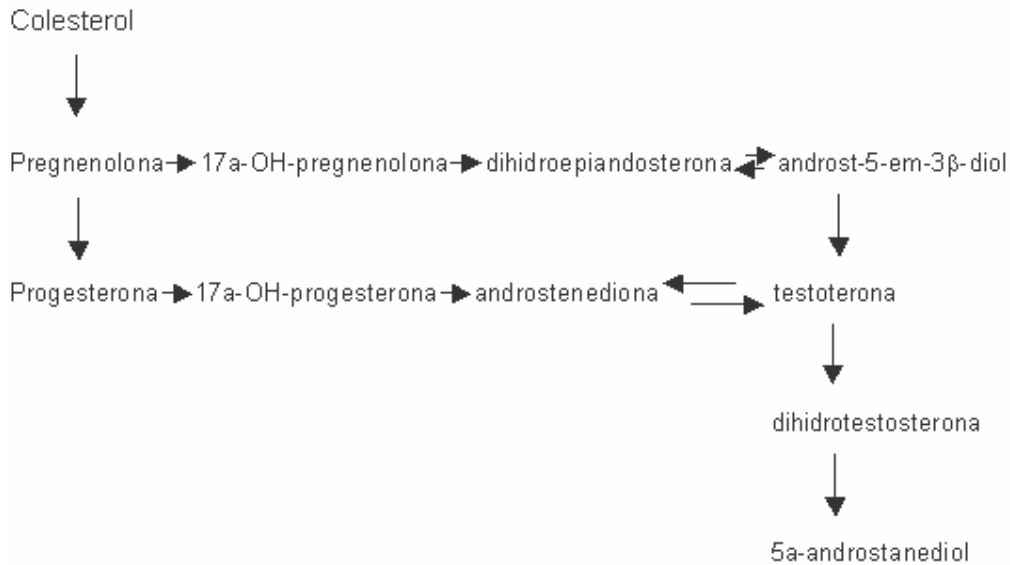 Colesterol
Pregnenolona 17a-OH-pregnenolona dihidroepiandosterona androst-5-em-3β-diol
Progesterona 17a-OH-progesterona androstenediona testoterona
dihidrotestosterona
5a-androstanediol